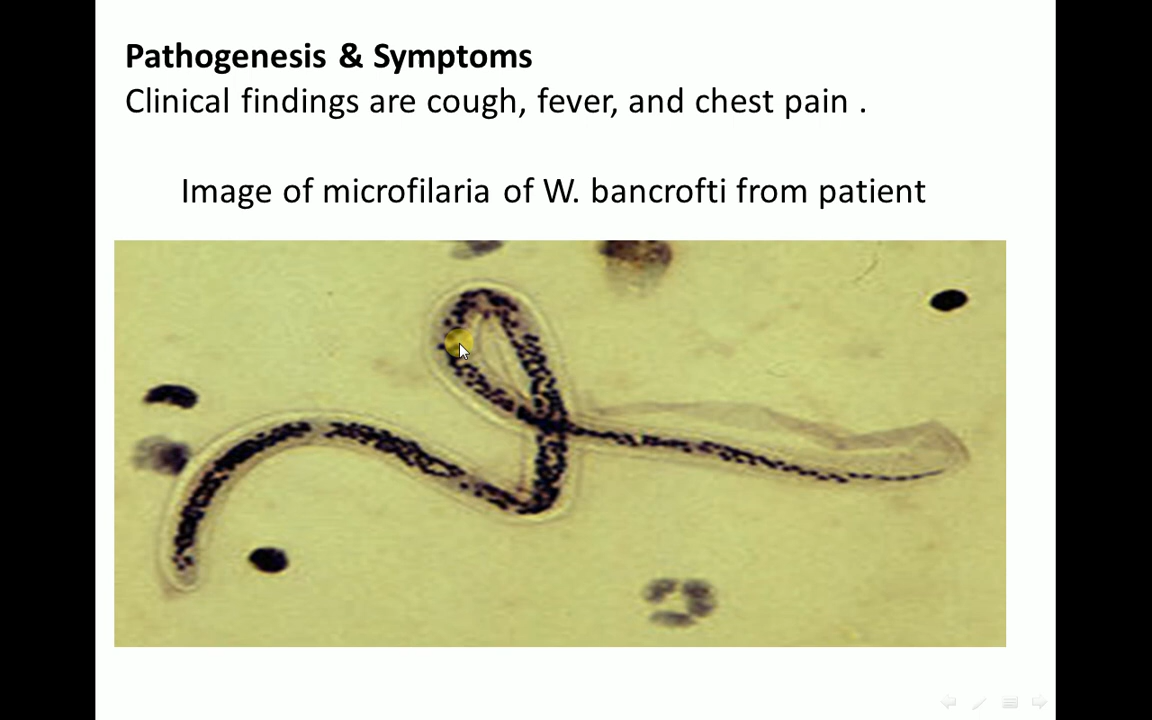 Pathogenesis & Symptoms
Clinical findings are cough, fever, and chest pain .
Image of microfilaria of W. bancrofti from patient